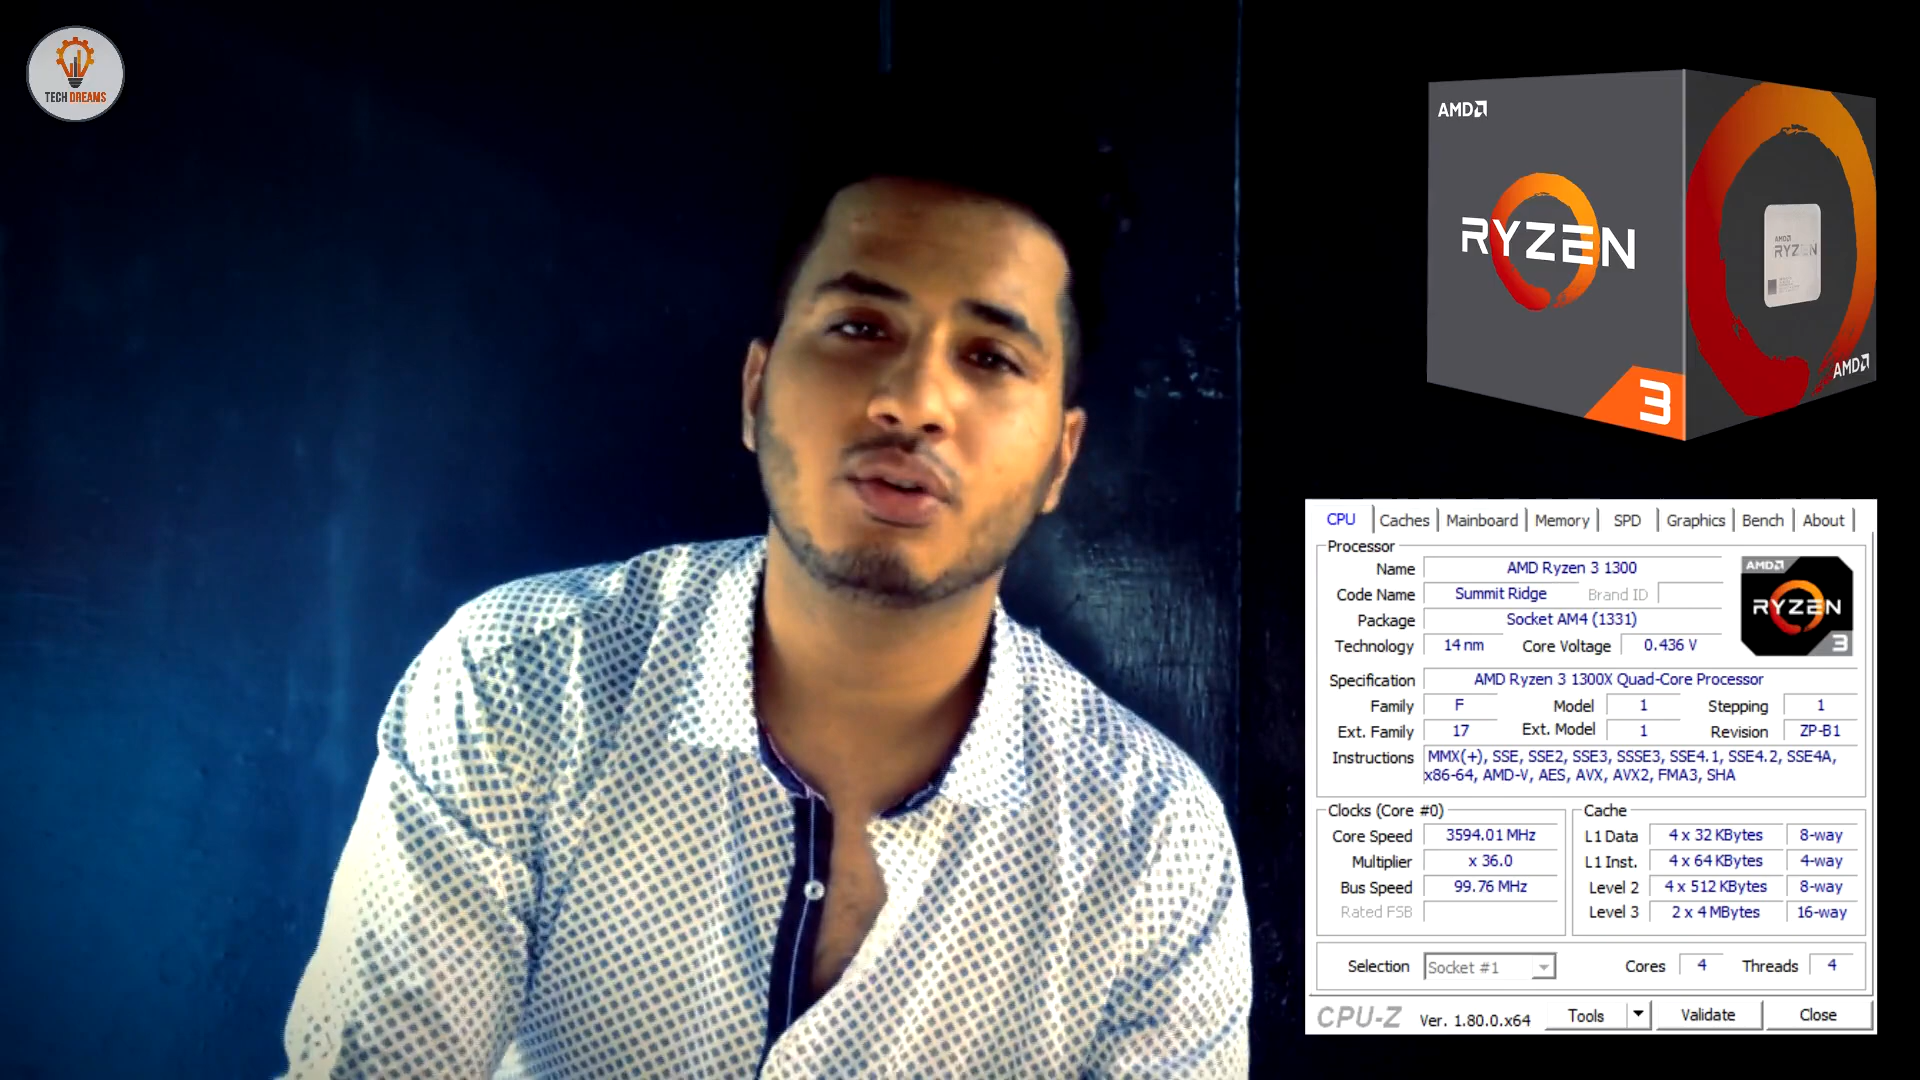 TECH DREAMS
AMD
RYZEN
3
AMD
RYZEN
AMD
CPU Caches Mainboard Memory SPD Graphics Bench About
Processor
Name AMD Ryzen 3 1300
Code Name Summit Ridge Brand ID
Package Socket AM4 (1331)
Technology 14 nm Core Voltage 0.436 V
AMD
RYZEN
3
Specification AMD Ryzen 3 1300X Quad-Core Processor
Family F Model 1 Stepping 1
Ext. Family 17 Ext. Model 1 Revision ZP-B1
Instructions MMX(+), SSE, SSE2, SSE3, SSSE3, SSE4.1, SSE4.2, SSE4A,
x86-64, AMD-V, AES, AVX, AVX2, FMA3, SHA
Clocks (Core #0)
Core Speed 3594.01 MHz
Multiplier x 36.0
Bus Speed 99.76 MHz
Rated FSB
Cache
L1 Data 4 x 32 KBytes 8-way
L1 Inst. 4 x 64 KBytes 4-way
Level 2 4 x 512 KBytes 8-way
Level 3 2 x 4 MBytes 16-way
Selection Socket #1 Cores 4 Threads 4
CPU-Z Ver. 1.80.0.x64 Tools Validate Close